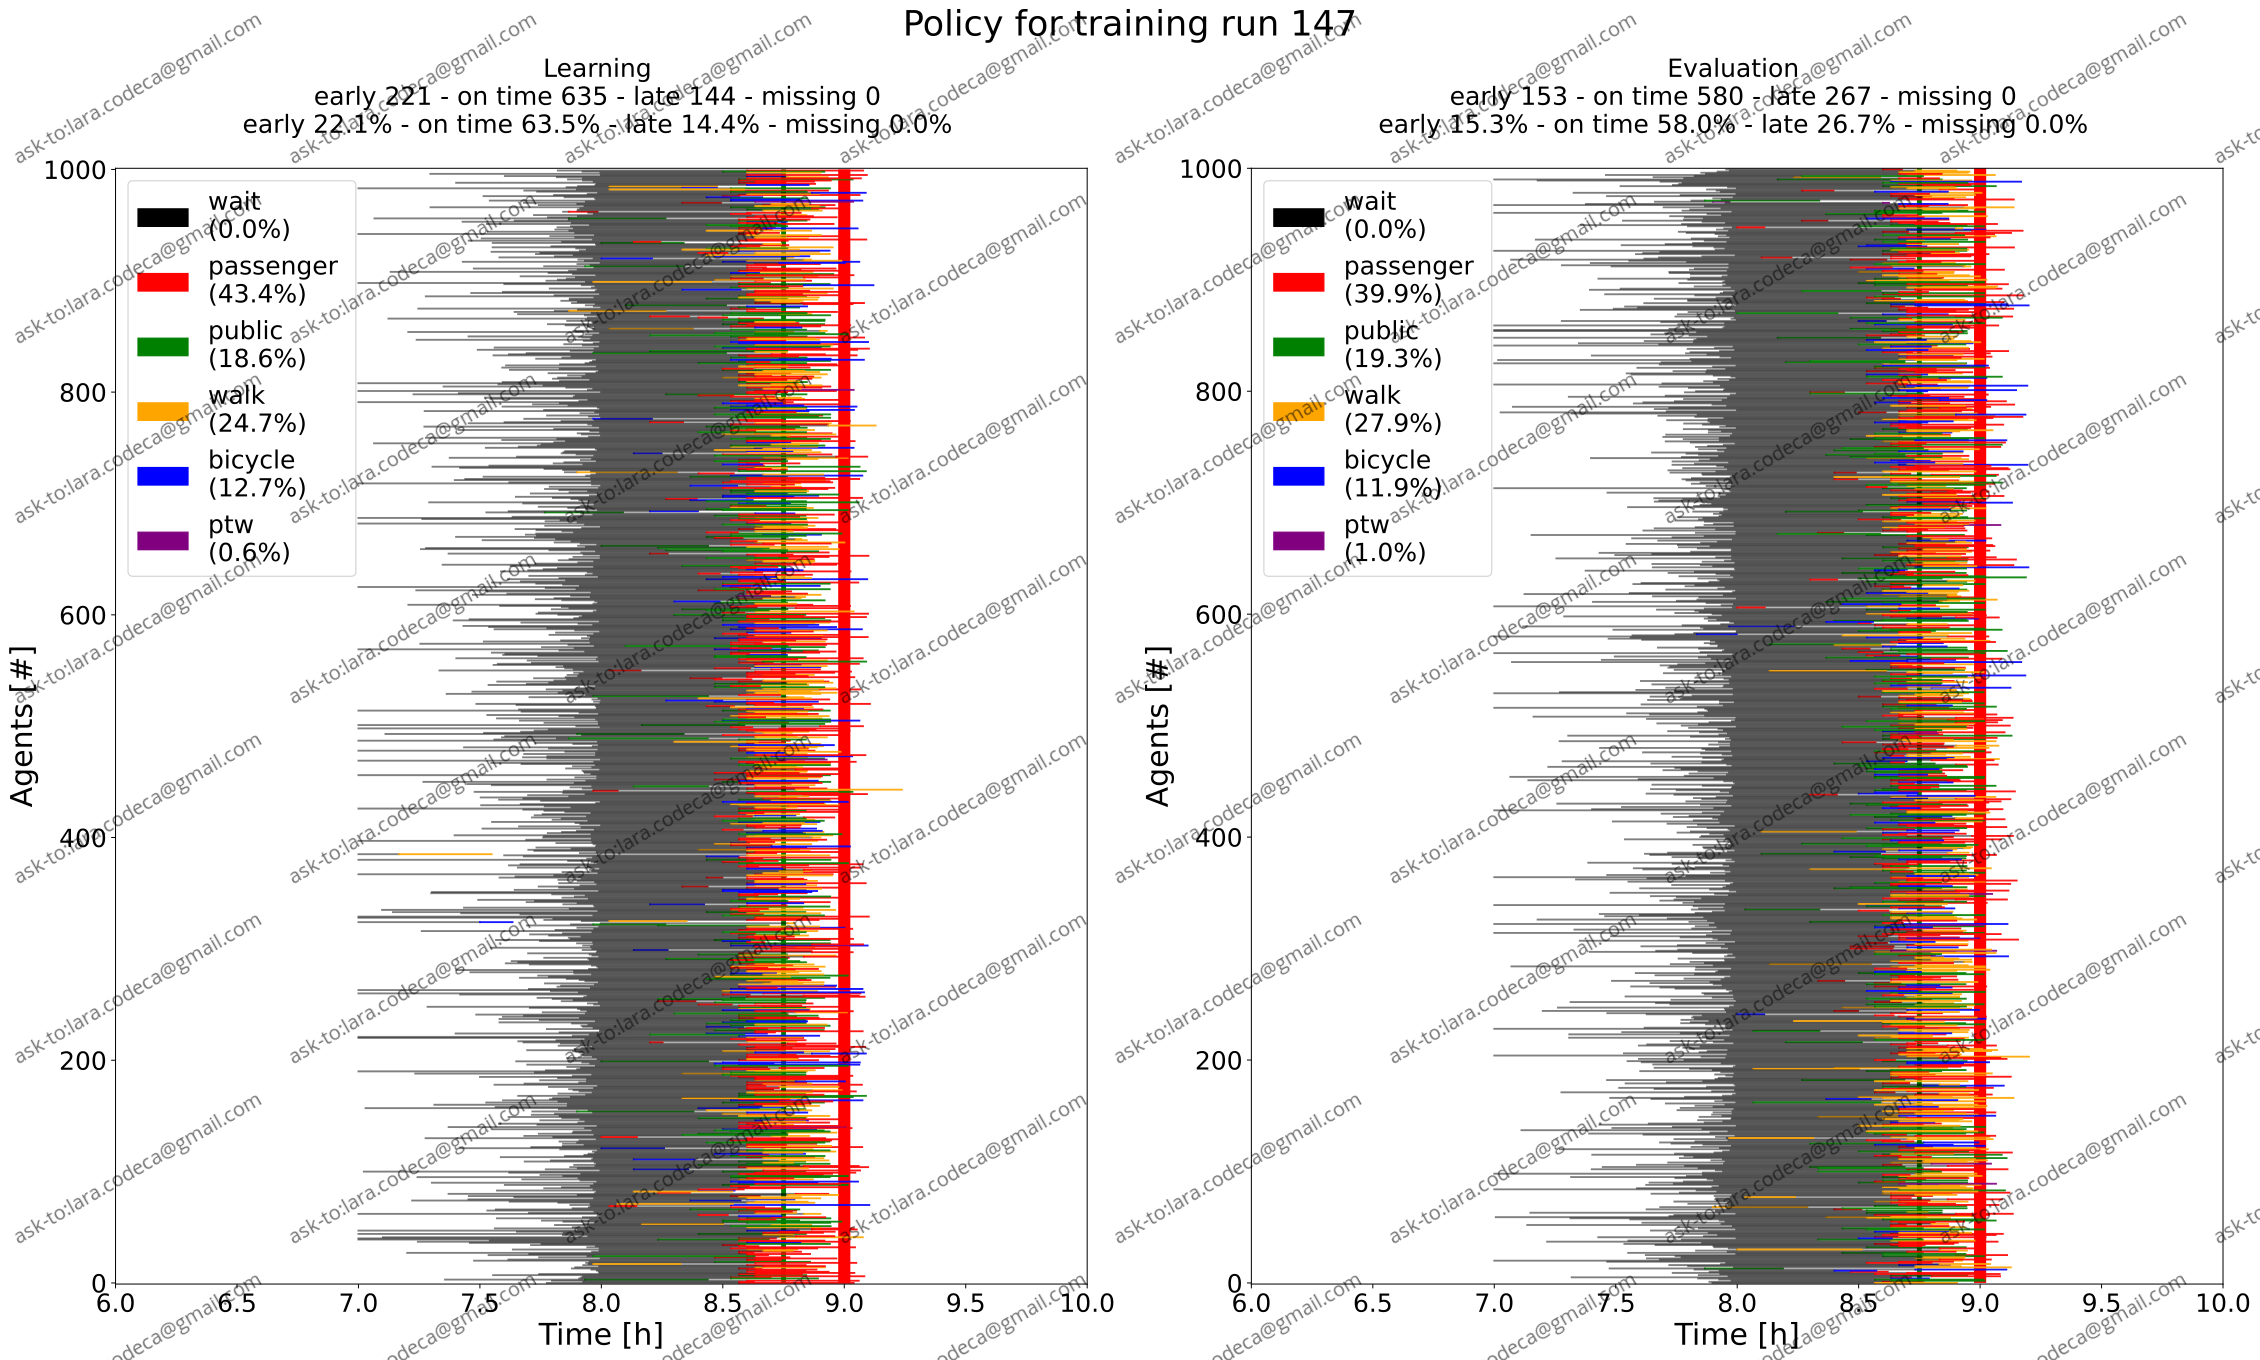 Policy for training run 147
Learning
early 221 - on time 635 - late 144 - missing 0
early 22.1% - on time 63.5% - late 14.4% - missing 0.0%
1000
800
600
400
200
0
Agents [#]
wait
(0.0%)
passenger
(43.4%)
public
(18.6%)
walk
(24.7%)
bicycle
(12.7%)
ptw
(0.6%)
6.0 6.5 7.0 7.5 8.0 8.5 9.0 9.5 10.0
Time [h]
Evaluation
early 153 - on time 580 - late 267 - missing 0
early 15.3% - on time 58.0% - late 26.7% - missing 0.0%
1000
800
600
400
200
0
Agents [#]
wait
(0.0%)
passenger
(39.9%)
public
(19.3%)
walk
(27.9%)
bicycle
(11.9%)
ptw
(1.0%)
6.0 6.5 7.0 7.5 8.0 8.5 9.0 9.5 10.0
Time [h]
ask-to:lara.codeca@gmail.com